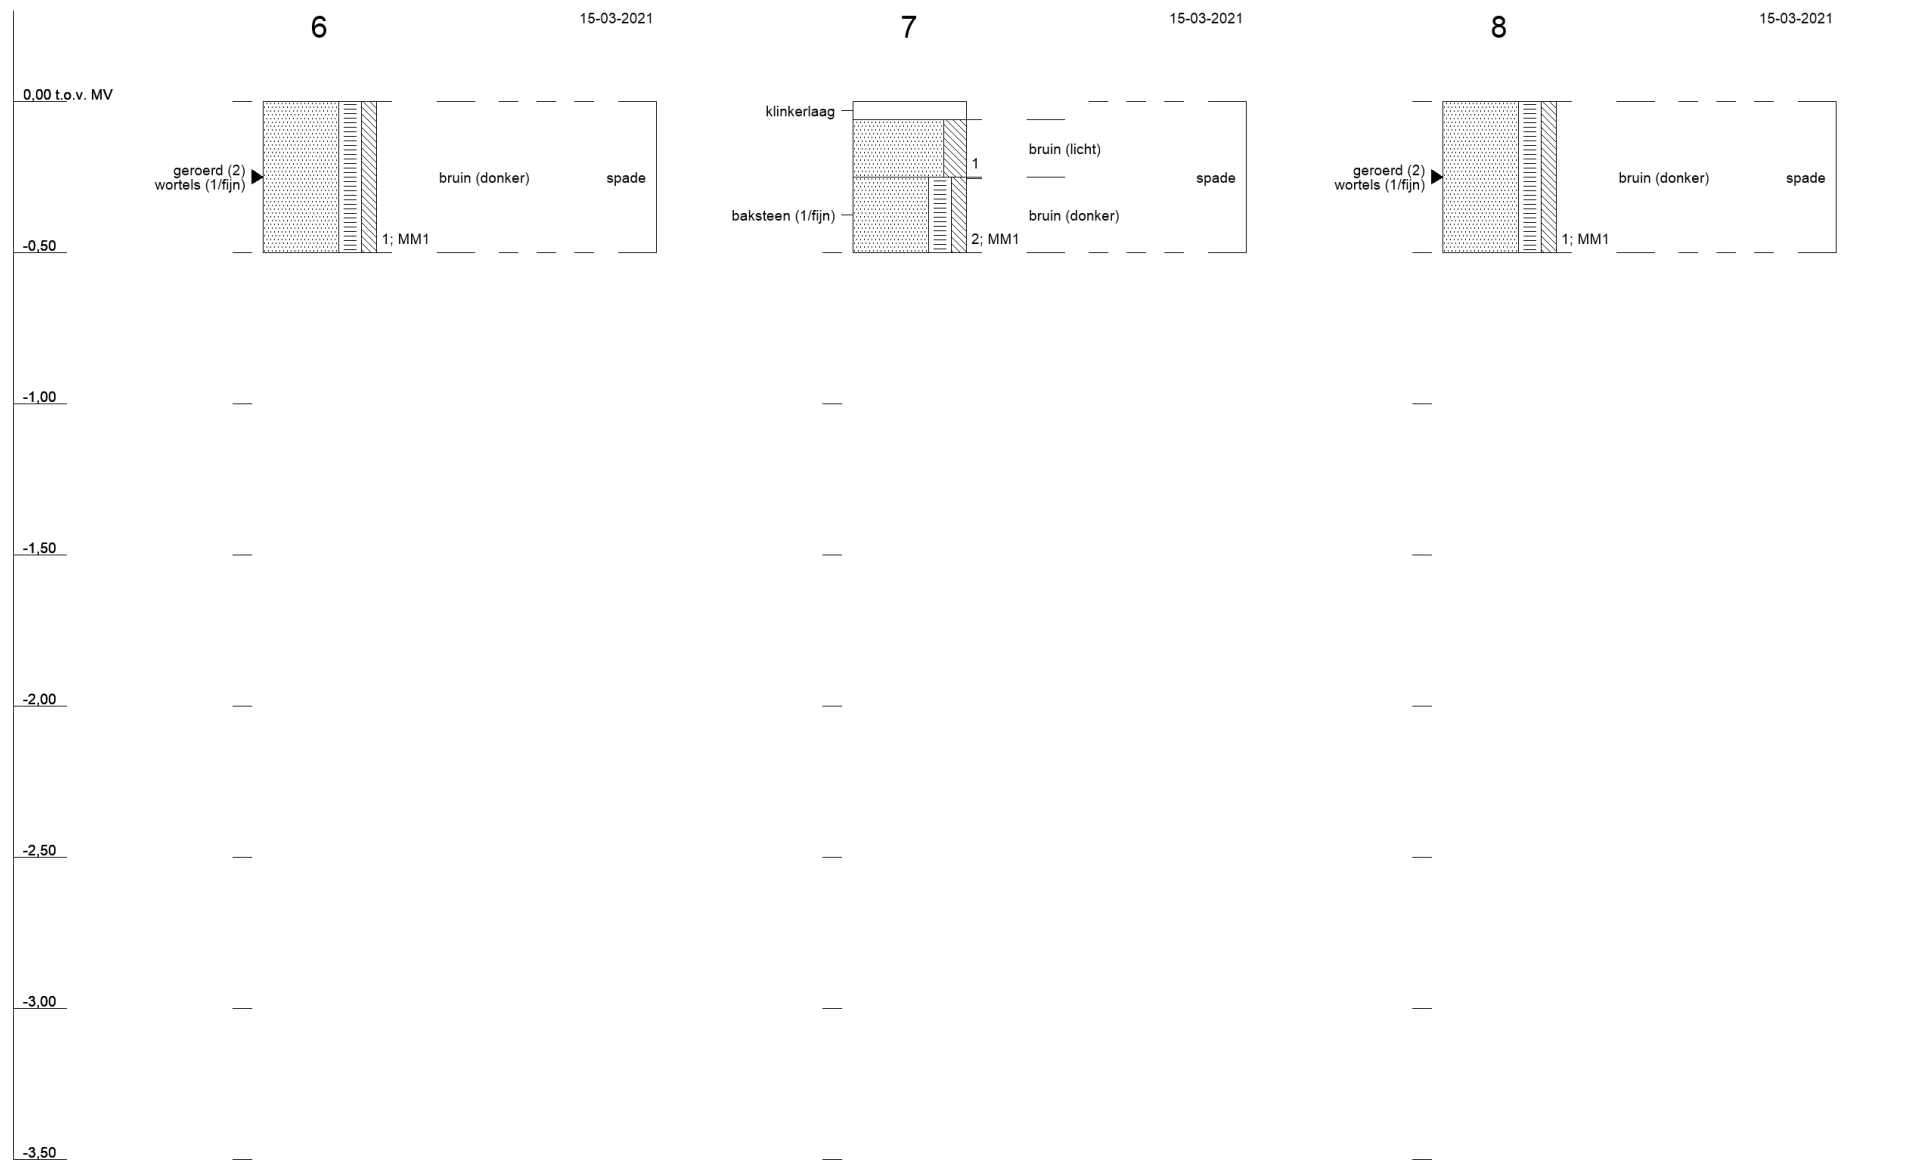 6
15-03-2021
7
15-03-2021
8
15-03-2021
0,00 t.o.v. MV
geroerd (2)
wortels (1/fijn)
bruin (donker)
spade
1; MM1
klinkerlaag
bruin (licht)
1
spade
baksteen (1/fijn)
bruin (donker)
2; MM1
geroerd (2)
wortels (1/fijn)
bruin (donker)
spade
1; MM1
-0,50
-1,00
-1,50
-2,00
-2,50
-3,00
-3,50